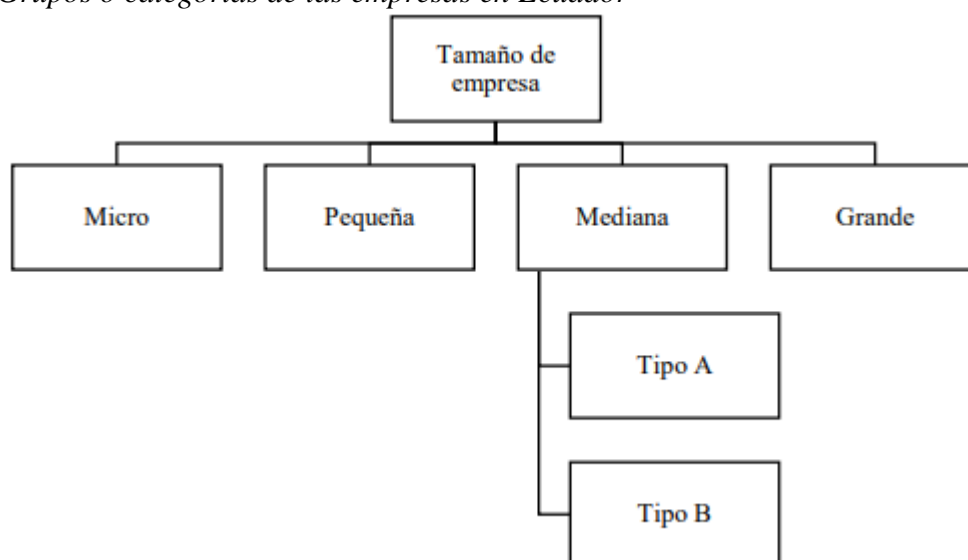 Grupos o categorías de las empresas en Ecuador
Tamaño de
empresa
Micro
Pequeña
Mediana
Grande
Tipo A
Tipo B